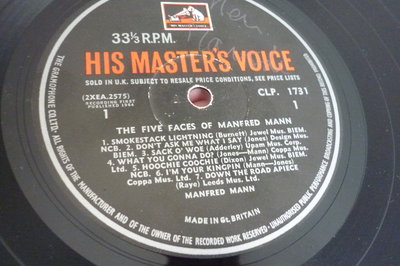 33⅓ R.P.M.
HIS MASTER'S VOICE
SOLD IN U.K. SUBJECT TO RESALE PRICE CONDITIONS, SEE PRICE LISTS
(2XEA.2575)
RECORDING FIRST
PUBLISHED 1964
1
CLP. 1731
1
THE FIVE FACES OF MANFRED MANN
1. SMOKESTACK LIGHTNING (Burnett) Jewel Mus. BIEM.
NCB. 2. DON'T ASK ME WHAT I SAY (Jones) Design Mus.
BIEM. 3. SACK O' WOE (Adderley) Upam Mus. Corp.
4. WHAT YOU GONNA DO? (Jones—Mann) Cooper Mus.
Ltd. 5. HOOCHIE COOCHIE (Dixon) Jewel Mus. BIEM.
NCB. 6. I'M YOUR KINGPIN (Mann—Jones)
Coppa Mus. Ltd. 7. DOWN THE ROAD APIECE
(Raye) Leeds Mus. Ltd.
MANFRED MANN
MADE IN GT. BRITAIN
THE GRAMOPHONE CO. LTD. ALL RIGHTS OF THE MANUFACTURER AND OF THE OWNER OF THE RECORDED WORK RESERVED. UNAUTHORISED PUBLIC PERFORMANCE BROADCASTING AND COPYING